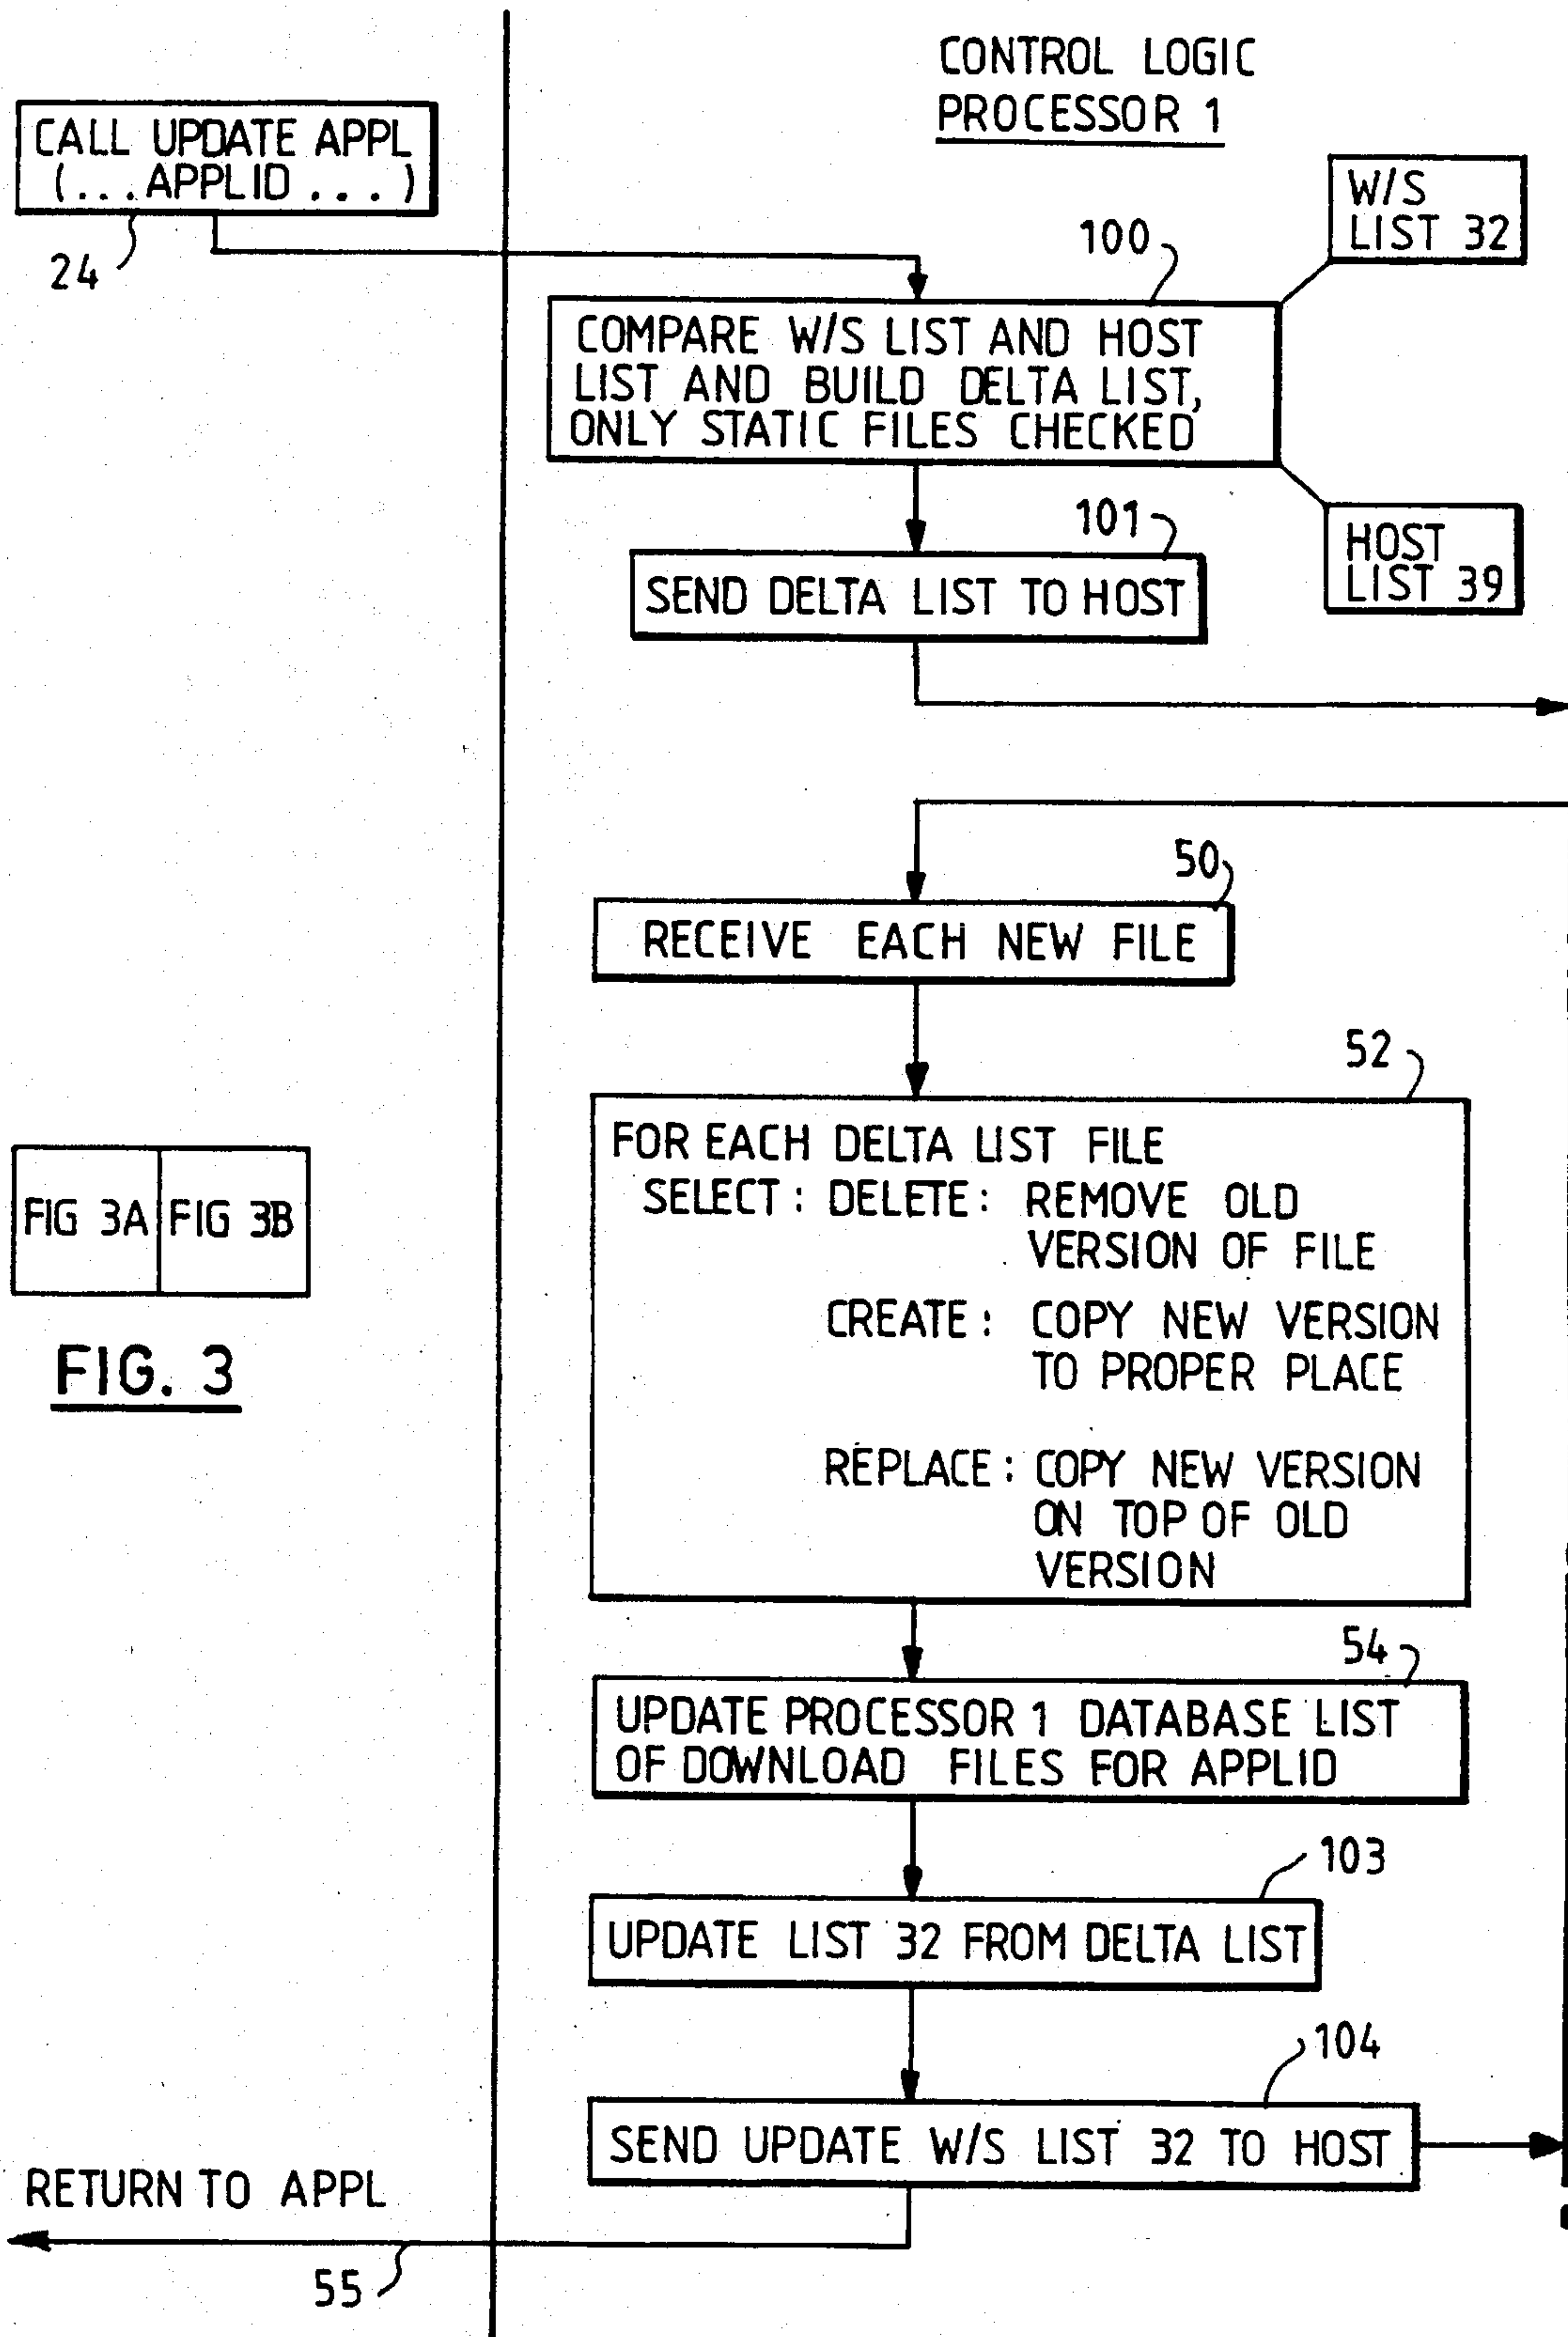 CONTROL LOGIC
PROCESSOR 1
CALL UPDATE APPL
(...APPLID...)
24
W/S
LIST 32
100
COMPARE W/S LIST AND HOST
LIST AND BUILD DELTA LIST,
ONLY STATIC FILES CHECKED
101
HOST
LIST 39
SEND DELTA LIST TO HOST
50
RECEIVE EACH NEW FILE
52
FOR EACH DELTA LIST FILE
SELECT: DELETE: REMOVE OLD
VERSION OF FILE
CREATE: COPY NEW VERSION
TO PROPER PLACE
REPLACE: COPY NEW VERSION
ON TOP OF OLD
VERSION
FIG 3A FIG 3B
FIG. 3
54
UPDATE PROCESSOR 1 DATABASE LIST
OF DOWNLOAD FILES FOR APPLID
103
UPDATE LIST 32 FROM DELTA LIST
104
SEND UPDATE W/S LIST 32 TO HOST
RETURN TO APPL
55